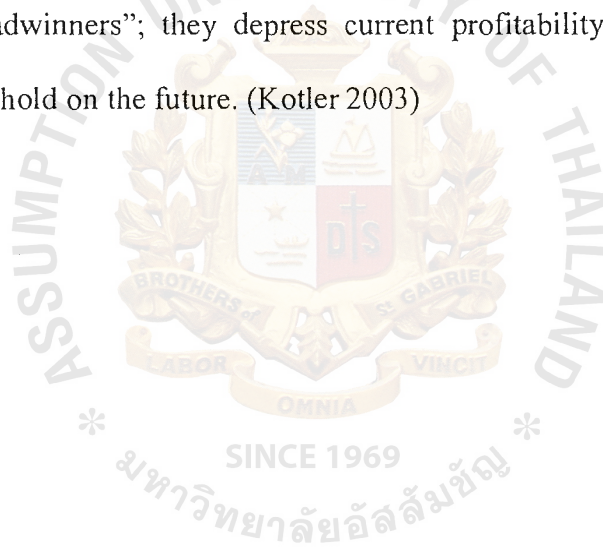 dwinners”; they depress current profitability
hold on the future. (Kotler 2003)
ASSUMPTION UNIVERSITY OF THAILAND
A M
D S
BROTHERS of St GABRIEL
LABOR
OMNIA
VINCIT
SINCE 1969
* มหาวิทยาลัยอัสสัมชัญ *